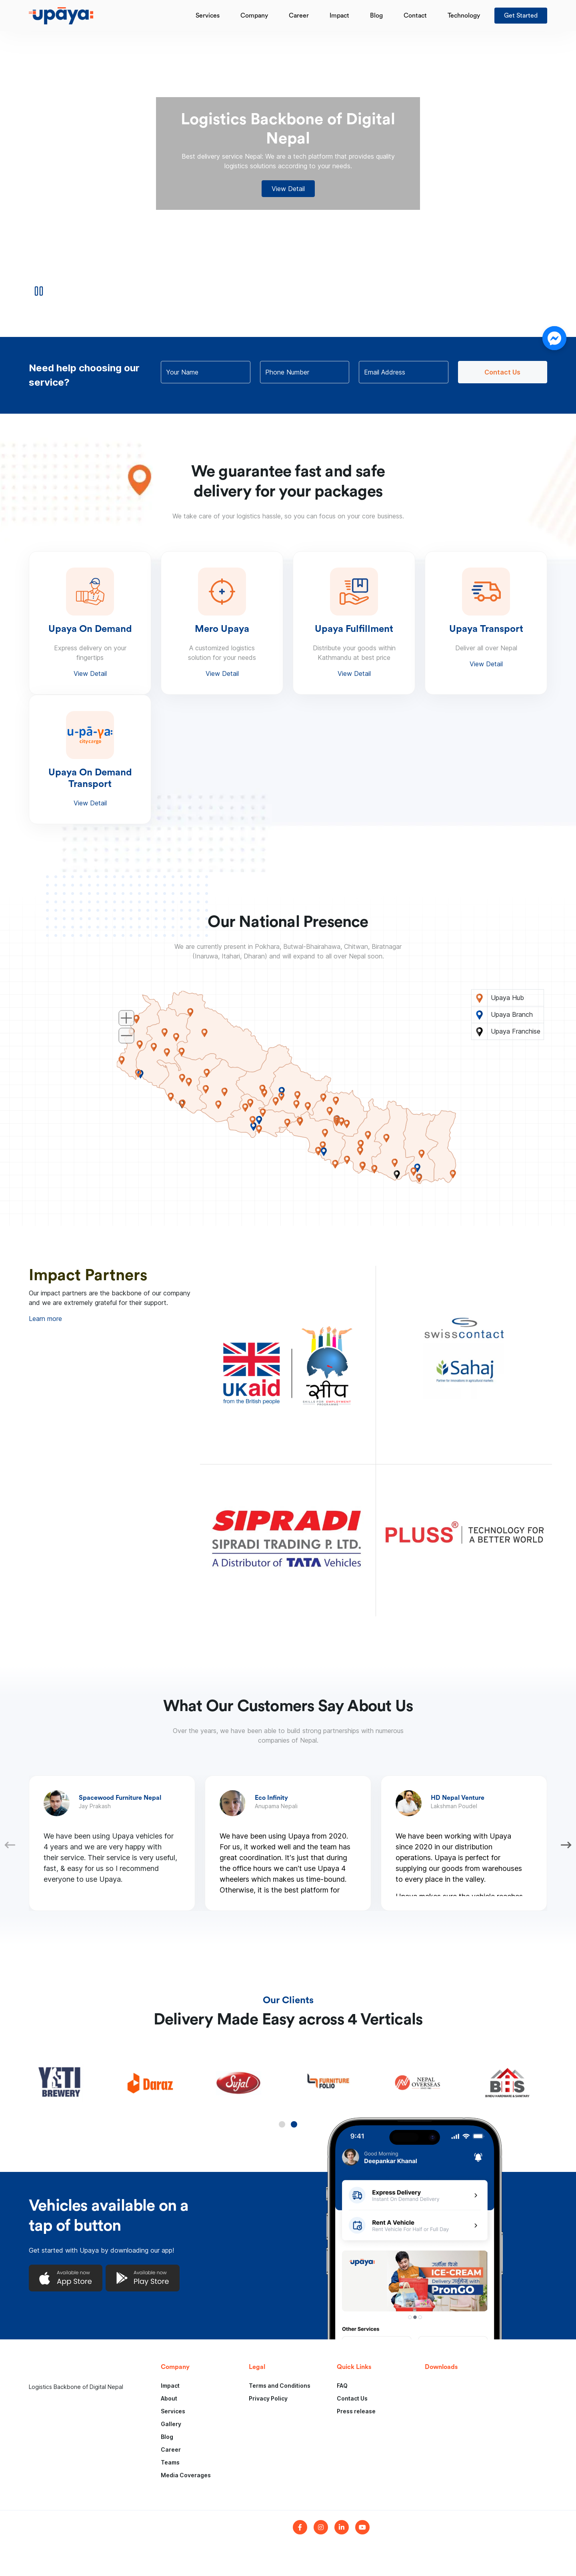 upāya:
Services
Company
Career
Impact
Blog
Contact
Technology
Get Started
Logistics Backbone of Digital
Nepal
Best delivery service Nepal: We are a tech platform that provides quality
logistics solutions according to your needs.
View Detail
Need help choosing our
service?
Your Name
Phone Number
Email Address
Contact Us
We guarantee fast and safe
delivery for your packages
We take care of your logistics hassle, so you can focus on your core business.
Upaya On Demand
Express delivery on your
fingertips
View Detail
Mero Upaya
A customized logistics
solution for your needs
View Detail
Upaya Fulfillment
Distribute your goods within
Kathmandu at best price
View Detail
Upaya Transport
Deliver all over Nepal
View Detail
u-pā-ya:
citycargo
Upaya On Demand
Transport
View Detail
Our National Presence
We are currently present in Pokhara, Butwal-Bhairahawa, Chitwan, Biratnagar
(Inaruwa, Itahari, Dharan) and will expand to all over Nepal soon.
Upaya Hub
Upaya Branch
Upaya Franchise
Impact Partners
Our impact partners are the backbone of our company
and we are extremely grateful for their support.
Learn more
UKaid
from the British people
सीप
SKILLS FOR EMPLOYMENT
PROGRAMME
swisscontact
Sahaj
SIPRADI
SIPRADI TRADING P. LTD.
A Distributor of TATA Vehicles
PLUSS® TECHNOLOGY FOR
A BETTER WORLD
What Our Customers Say About Us
Over the years, we have been able to build strong partnerships with numerous
companies of Nepal.
Spacewood Furniture Nepal
Jay Prakash
We have been using Upaya vehicles for
4 years and we are very happy with
their service. Their service is very useful,
fast, & easy for us so I recommend
everyone to use Upaya.
Eco Infinity
Anupama Nepali
We have been using Upaya from 2020.
For us, it worked well and the team has
great coordination. It's just that during
the office hours we can't use Upaya 4
wheelers which makes us time-bound.
Otherwise, it is the best platform for
HD Nepal Venture
Lakshman Poudel
We have been working with Upaya
since 2020 in our distribution
operations. Upaya is perfect for
supplying our goods from warehouses
to every place in the valley.
Our Clients
Delivery Made Easy across 4 Verticals
YETI
BREWERY
Daraz
Sujal
FURNITURE
FOLIO
NEPAL
OVERSEAS
BHS
Vehicles available on a
tap of button
Get started with Upaya by downloading our app!
Available now
App Store
Available now
Play Store
9:41
Good Morning
Deepankar Khanal
Express Delivery
Instant On Demand Delivery
Rent A Vehicle
Rent Vehicle For Half or Full Day
upāya:
ICE-CREAM
PronGO
Other Services
Logistics Backbone of Digital Nepal
Company
Impact
About
Services
Gallery
Blog
Career
Teams
Media Coverages
Legal
Terms and Conditions
Privacy Policy
Quick Links
FAQ
Contact Us
Press release
Downloads